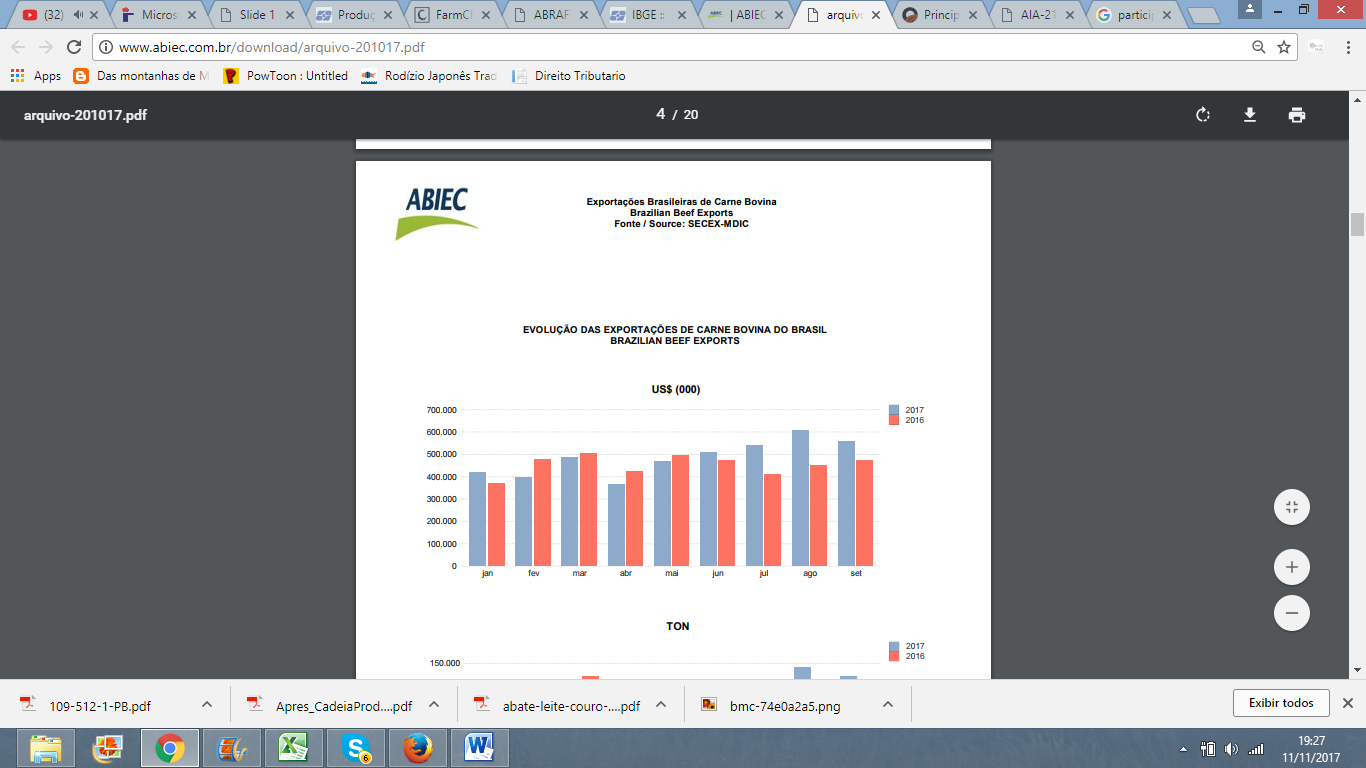 (32)
Micros
Slide 1
Produç
FarmCl
ABRAF
IBGE ::
| ABIEC
arquivo
Princip
AIA-21
particip
www.abiec.com.br/download/arquivo-201017.pdf
Apps
Das montanhas de M
PowToon : Untitled
Rodízio Japonês Trad
Direito Tributario
arquivo-201017.pdf
4 / 20
ABIEC
Exportações Brasileiras de Carne Bovina
Brazilian Beef Exports
Fonte / Source: SECEX-MDIC
EVOLUÇÃO DAS EXPORTAÇÕES DE CARNE BOVINA DO BRASIL
BRAZILIAN BEEF EXPORTS
US$ (000)
2017
2016
700.000
600.000
500.000
400.000
300.000
200.000
100.000
0
jan fev mar abr mai jun jul ago set
TON
2017
2016
150.000
109-512-1-PB.pdf
Apres_CadeiaProd....pdf
abate-leite-couro-....pdf
bmc-74e0a2a5.png
Exibir todos
6
19:27
11/11/2017